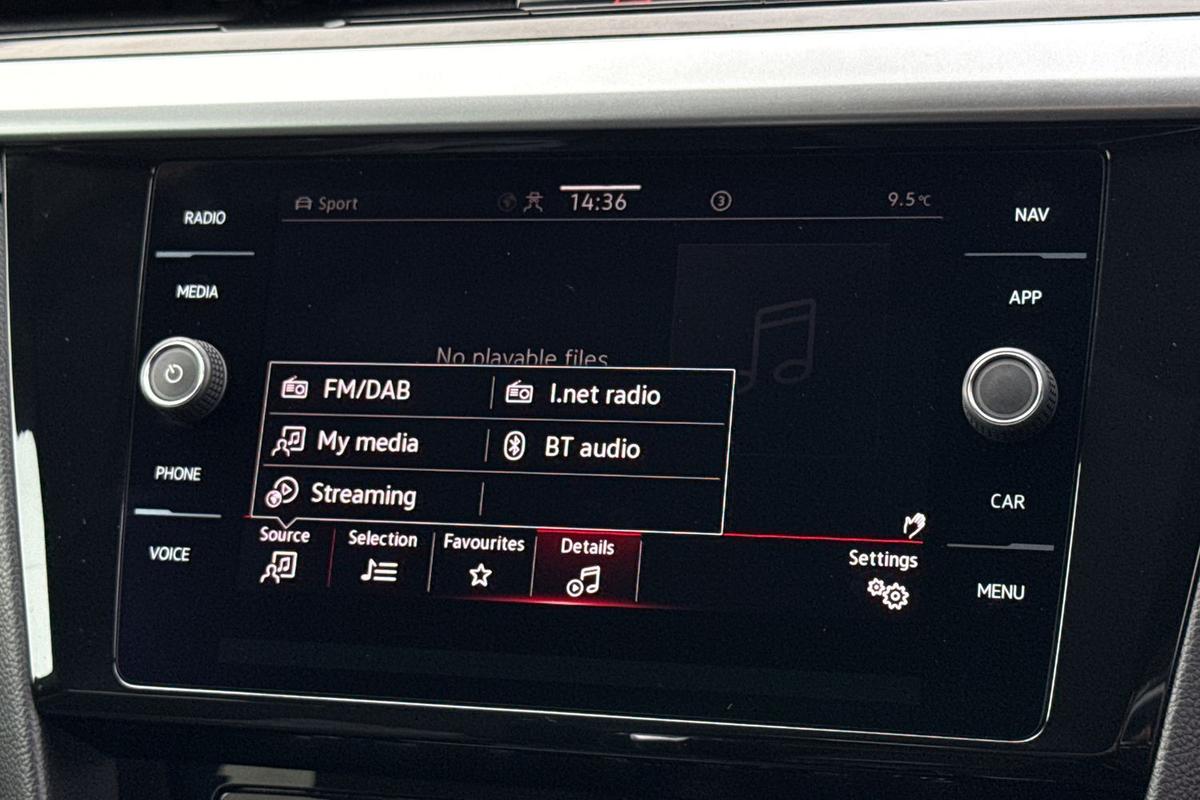 RADIO
MEDIA
PHONE
VOICE
Sport
14:36
3
9.5°C
No playable files
FM/DAB
I.net radio
My media
BT audio
Streaming
Source
Selection
Favourites
Details
Settings
NAV
APP
CAR
MENU